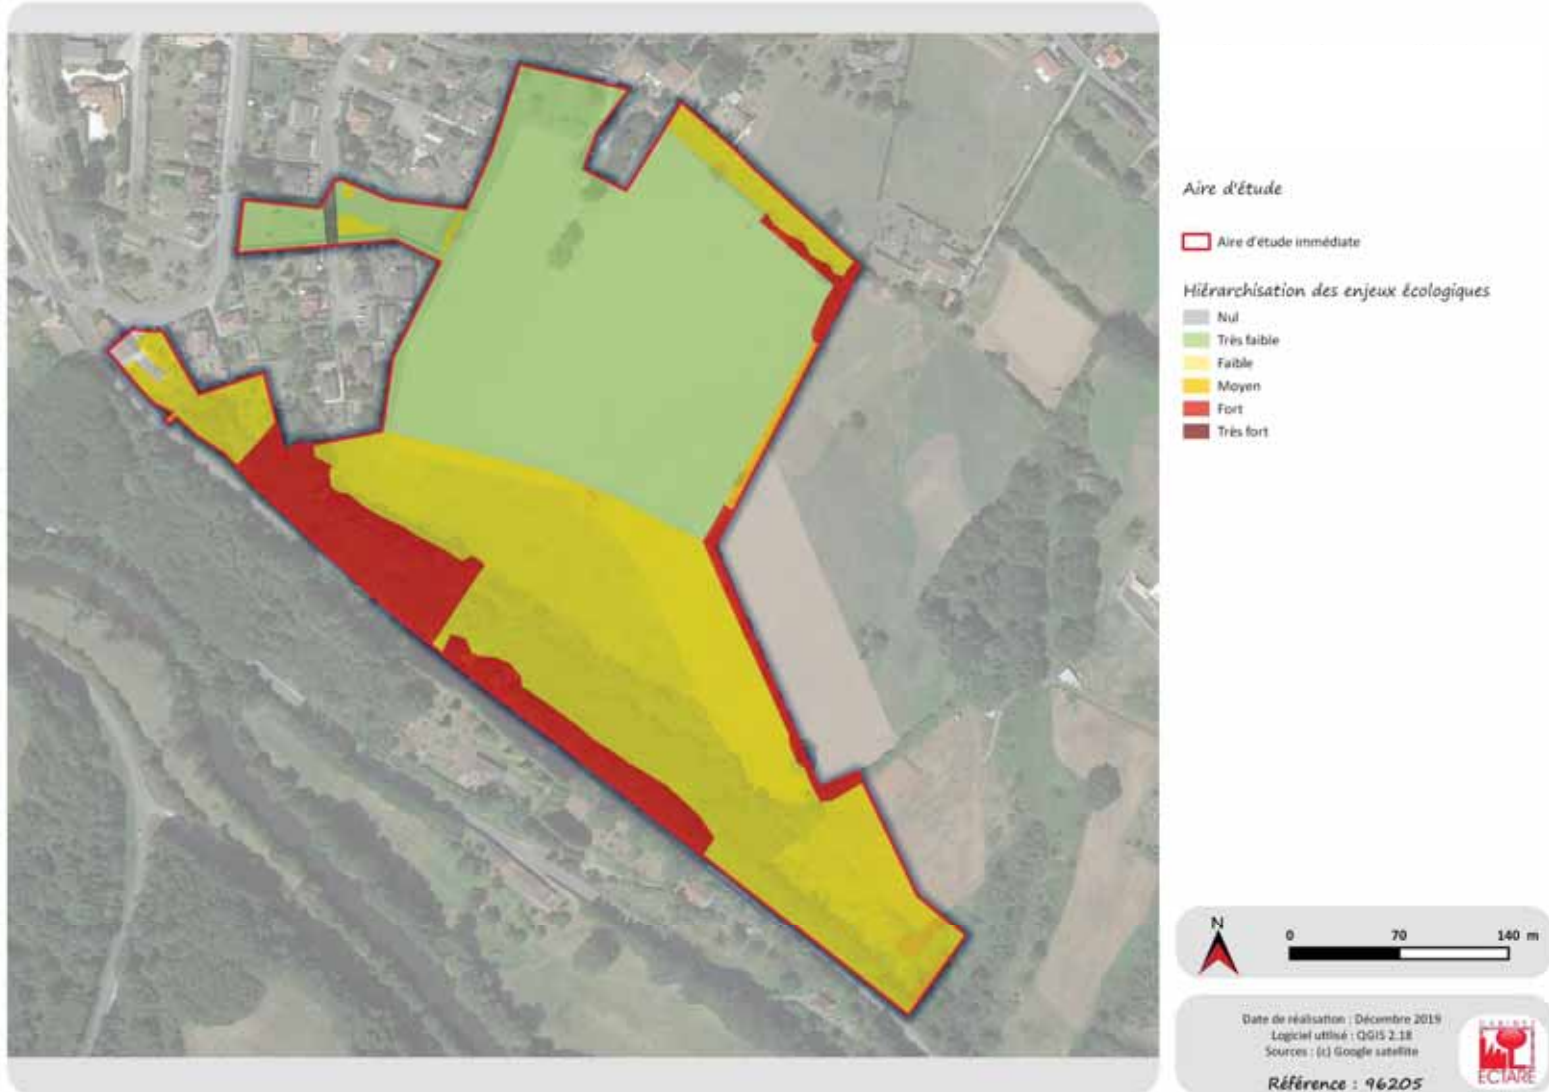 Aire d'étude
Aire d'étude immédiate
Hiérarchisation des enjeux écologiques
Nul
Très faible
Faible
Moyen
Fort
Très fort
N
0 70 140 m
Date de réalisation : Décembre 2019
Logiciel utilisé : QGIS 2.18
Sources : (c) Google satellite
Référence : 96205
CABINET
ECTARE